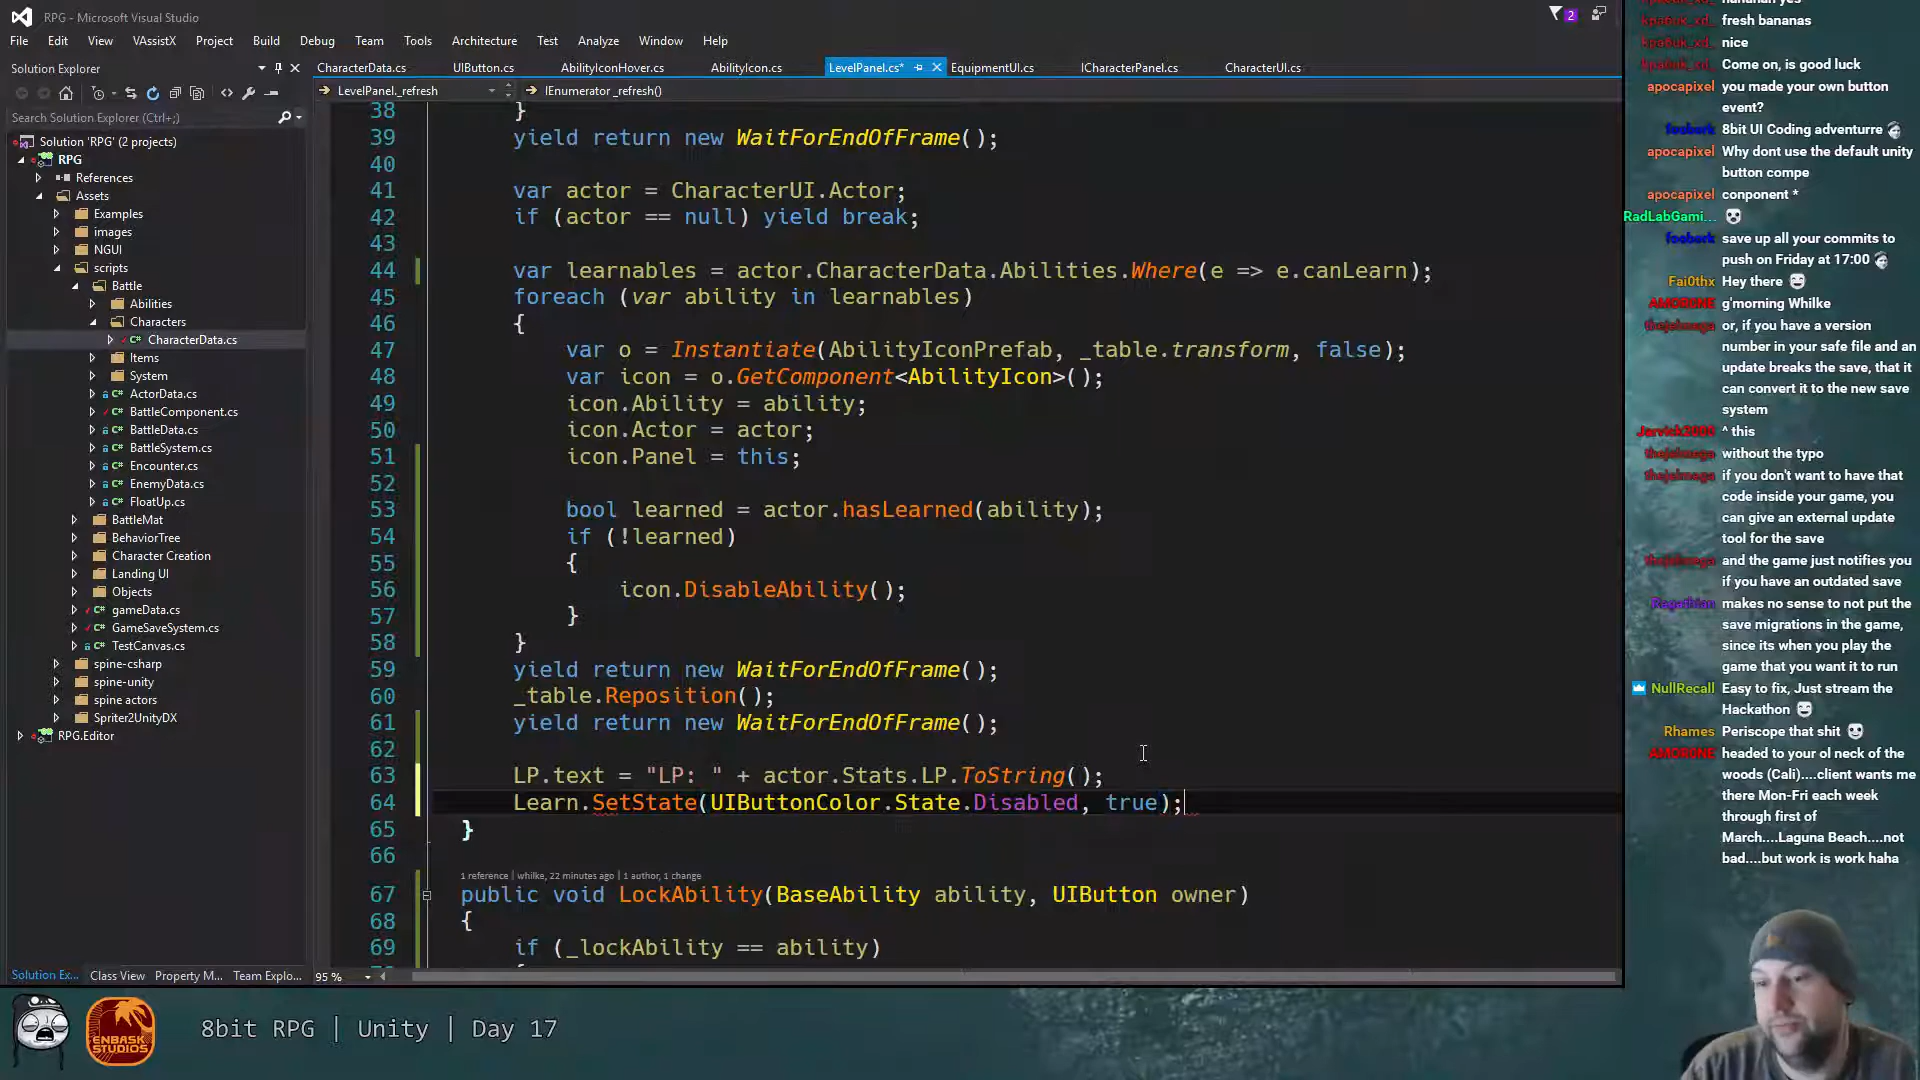 RPG - Microsoft Visual Studio
2
File Edit View VAssistX Project Build Debug Team Tools Architecture Test Analyze Window Help
Solution Explorer
CharacterData.cs UIButton.cs AbilityIconHover.cs AbilityIcon.cs LevelPanel.cs* EquipmentUI.cs ICharacterPanel.cs CharacterUI.cs
LevelPanel._refresh IEnumerator _refresh()
Search Solution Explorer (Ctrl+;)
Solution 'RPG' (2 projects)
RPG
References
Assets
Examples
images
NGUI
scripts
Battle
Abilities
Characters
CharacterData.cs
Items
System
ActorData.cs
BattleComponent.cs
BattleData.cs
BattleSystem.cs
Encounter.cs
EnemyData.cs
FloatUp.cs
BattleMat
BehaviorTree
Character Creation
Landing UI
Objects
gameData.cs
GameSaveSystem.cs
TestCanvas.cs
spine-csharp
spine-unity
spine actors
Spriter2UnityDX
RPG.Editor
Solution Ex... Class View Property M... Team Explo...
38 }
39 yield return new WaitForEndOfFrame();
40
41 var actor = CharacterUI.Actor;
42 if (actor == null) yield break;
43
44 var learnables = actor.CharacterData.Abilities.Where(e => e.canLearn);
45 foreach (var ability in learnables)
46 {
47 var o = Instantiate(AbilityIconPrefab, _table.transform, false);
48 var icon = o.GetComponent<AbilityIcon>();
49 icon.Ability = ability;
50 icon.Actor = actor;
51 icon.Panel = this;
52
53 bool learned = actor.hasLearned(ability);
54 if (!learned)
55 {
56 icon.DisableAbility();
57 }
58 }
59 yield return new WaitForEndOfFrame();
60 _table.Reposition();
61 yield return new WaitForEndOfFrame();
62
63 LP.text = "LP: " + actor.Stats.LP.ToString();
64 Learn.SetState(UIButtonColor.State.Disabled, true);
65 }
66
1 reference | whilke, 22 minutes ago | 1 author, 1 change
67 public void LockAbility(BaseAbility ability, UIButton owner)
68 {
69 if (_lockAbility == ability)
95 %
fresh bananas
nice
Come on, is good luck
apocapixel you made your own button
event?
8bit UI Coding adventurre
apocapixel Why dont use the default unity
button compe
apocapixel conponent *
RadLabGami...
save up all your commits to
push on Friday at 17:00
Fai0thx Hey there
AMOR0NE g'morning Whilke
or, if you have a version
number in your safe file and an
update breaks the save, that it
can convert it to the new save
system
^ this
without the typo
if you don't want to have that
code inside your game, you
can give an external update
tool for the save
and the game just notifies you
if you have an outdated save
Ragathian makes no sense to not put the
save migrations in the game,
since its when you play the
game that you want it to run
NullRecall Easy to fix, Just stream the
Hackathon
Rhames Periscope that shit
AMOR0NE headed to your ol neck of the
woods (Cali)....client wants me
there Mon-Fri each week
through first of
March....Laguna Beach....not
bad....but work is work haha
ENBASK
STUDIOS
8bit RPG | Unity | Day 17